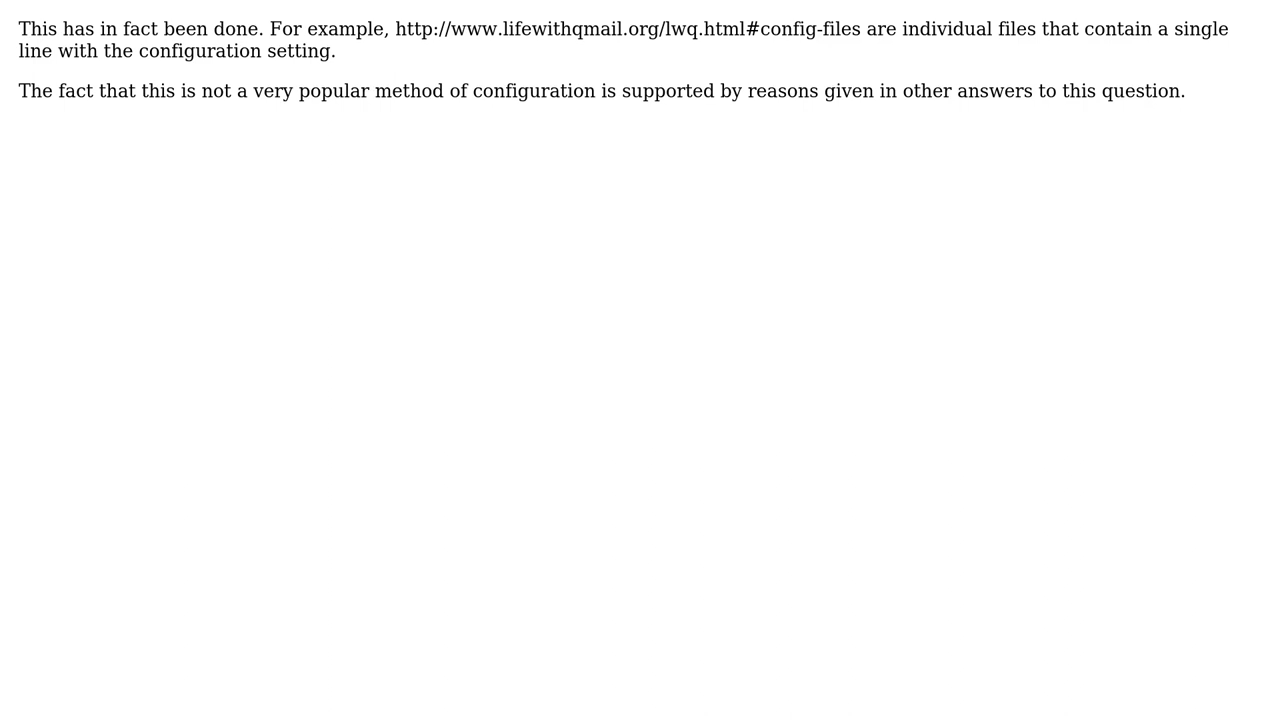 This has in fact been done. For example, http://www.lifewithqmail.org/lwq.html#config-files are individual files that contain a single
line with the configuration setting.
The fact that this is not a very popular method of configuration is supported by reasons given in other answers to this question.